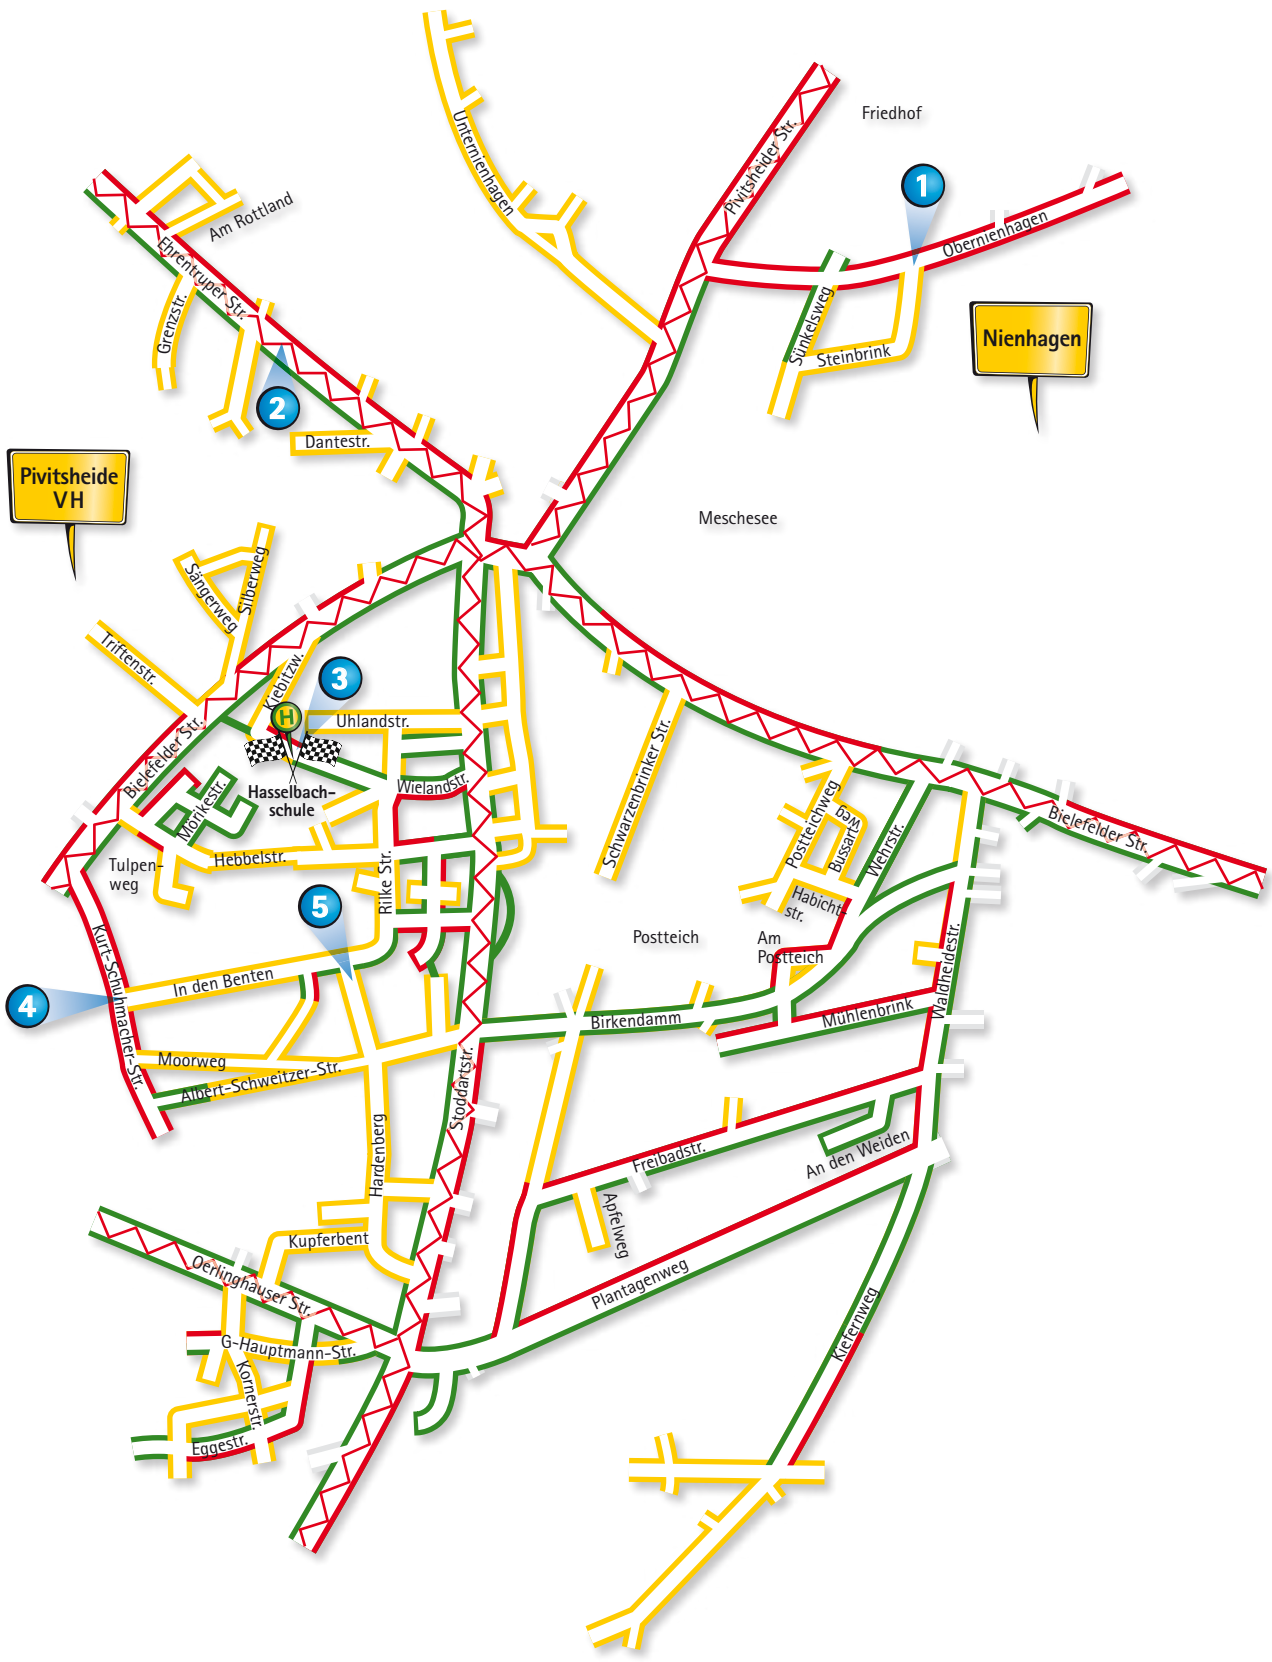 Friedhof
Pivitsheider Str.
Unternienhagen
1
Obernienhagen
Am Rottland
Ehrentruper Str.
Grenzstr.
Sünkelsweg
Steinbrink
Nienhagen
2
Dantestr.
Pivitsheide
VH
Meschesee
Silberweg
Sängerweg
Triftenstr.
Kiebitzw.
3
H
Uhlandstr.
Bielefelder Str.
Schwarzenbrinker Str.
Wielandstr.
Hasselbach-
schule
Mörikestr.
Postteichweg
Bussart-
weg
Wehrstr.
Bielefelder Str.
Tulpen-
weg
Hebbelstr.
Rilke Str.
Habicht-
str.
5
Postteich
Am
Postteich
Kurt-Schuhmacher-Str.
In den Benten
Waldheidestr.
4
Birkendamm
Mühlenbrink
Moorweg
Albert-Schweitzer-Str.
Stoddartstr.
Hardenberg
Freibadstr.
An den Weiden
Apfelweg
Kupferbent
Oerlinghauser Str.
Plantagenweg
Kiefernweg
G-Hauptmann-Str.
Kornerstr.
Eggestr.